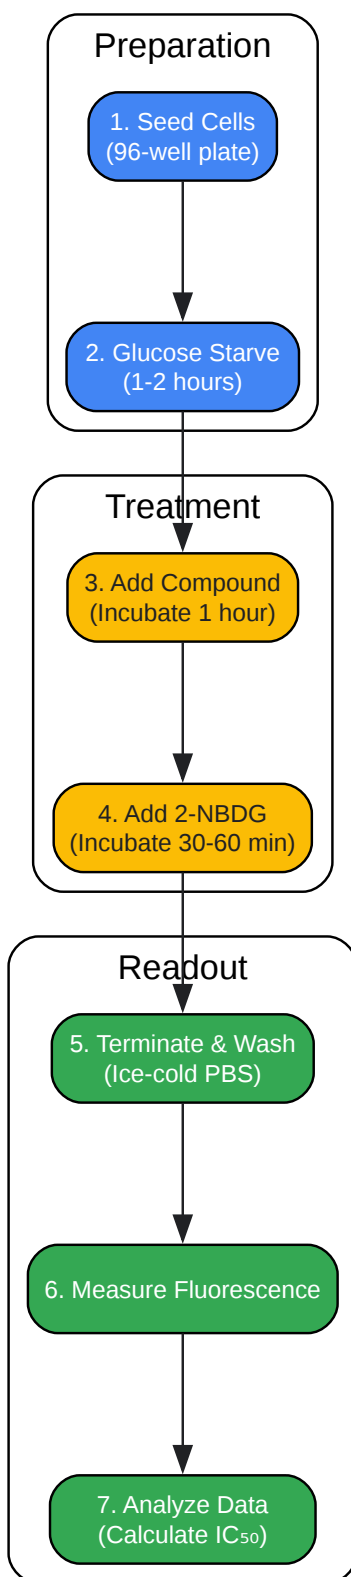 Preparation
1. Seed Cells
(96-well plate)
2. Glucose Starve
(1-2 hours)
Treatment
3. Add Compound
(Incubate 1 hour)
4. Add 2-NBDG
(Incubate 30-60 min)
Readout
5. Terminate & Wash
(Ice-cold PBS)
6. Measure Fluorescence
7. Analyze Data
(Calculate IC₅₀)